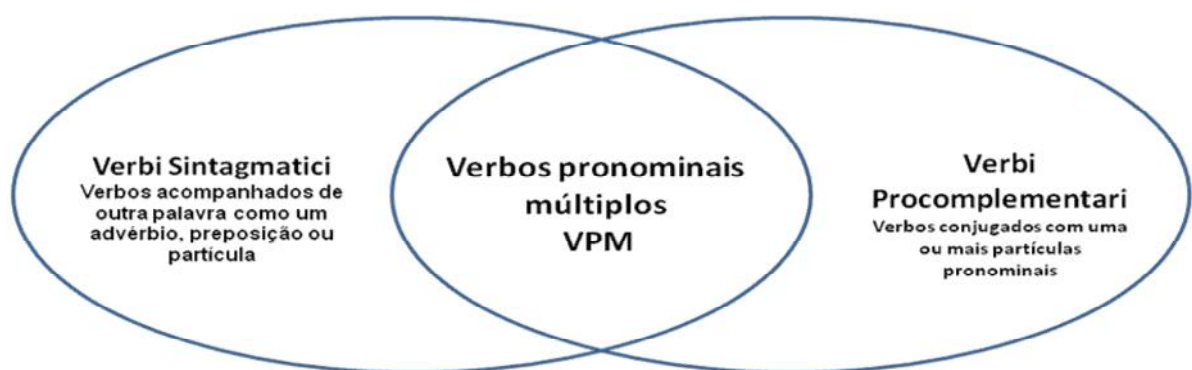 Verbi Sintagmatici
Verbos acompanhados de
outra palavra como um
advérbio, preposição ou
partícula
Verbos pronominais
múltiplos
VPM
Verbi
Procomplementari
Verbos conjugados com uma
ou mais partículas
pronominais